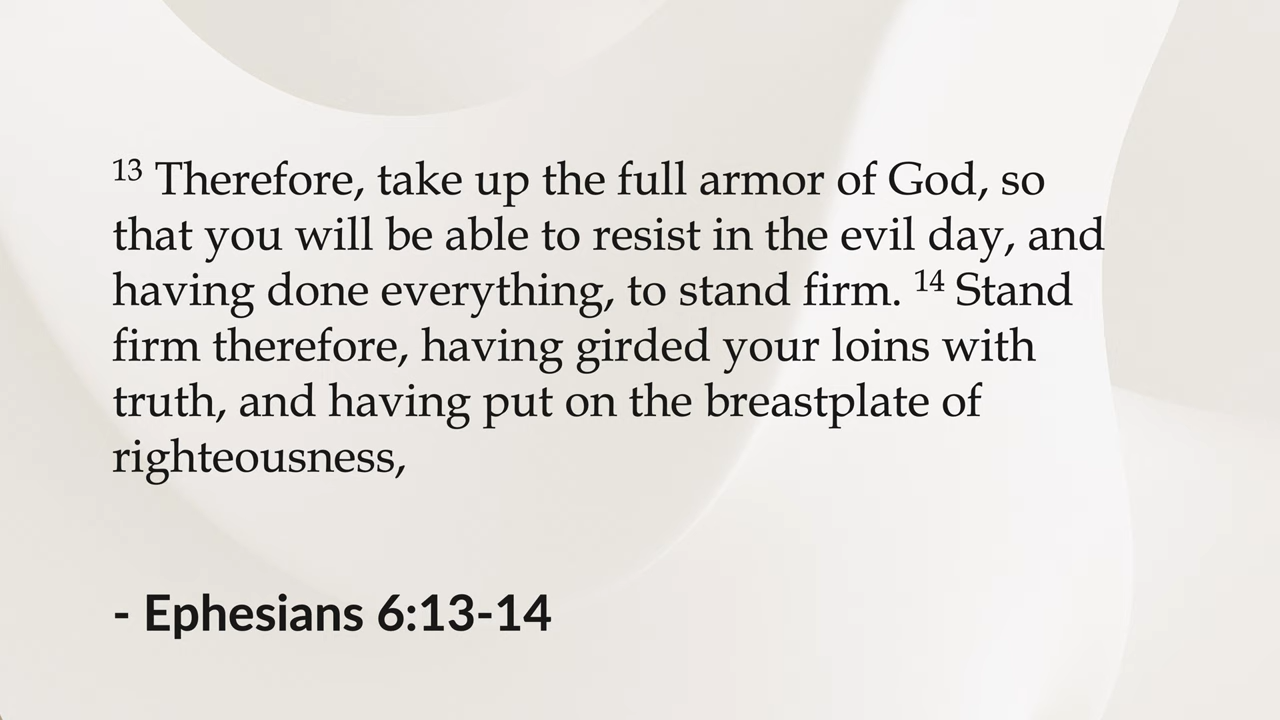 13 Therefore, take up the full armor of God, so
that you will be able to resist in the evil day, and
having done everything, to stand firm. 14 Stand
firm therefore, having girded your loins with
truth, and having put on the breastplate of
righteousness,
- Ephesians 6:13-14